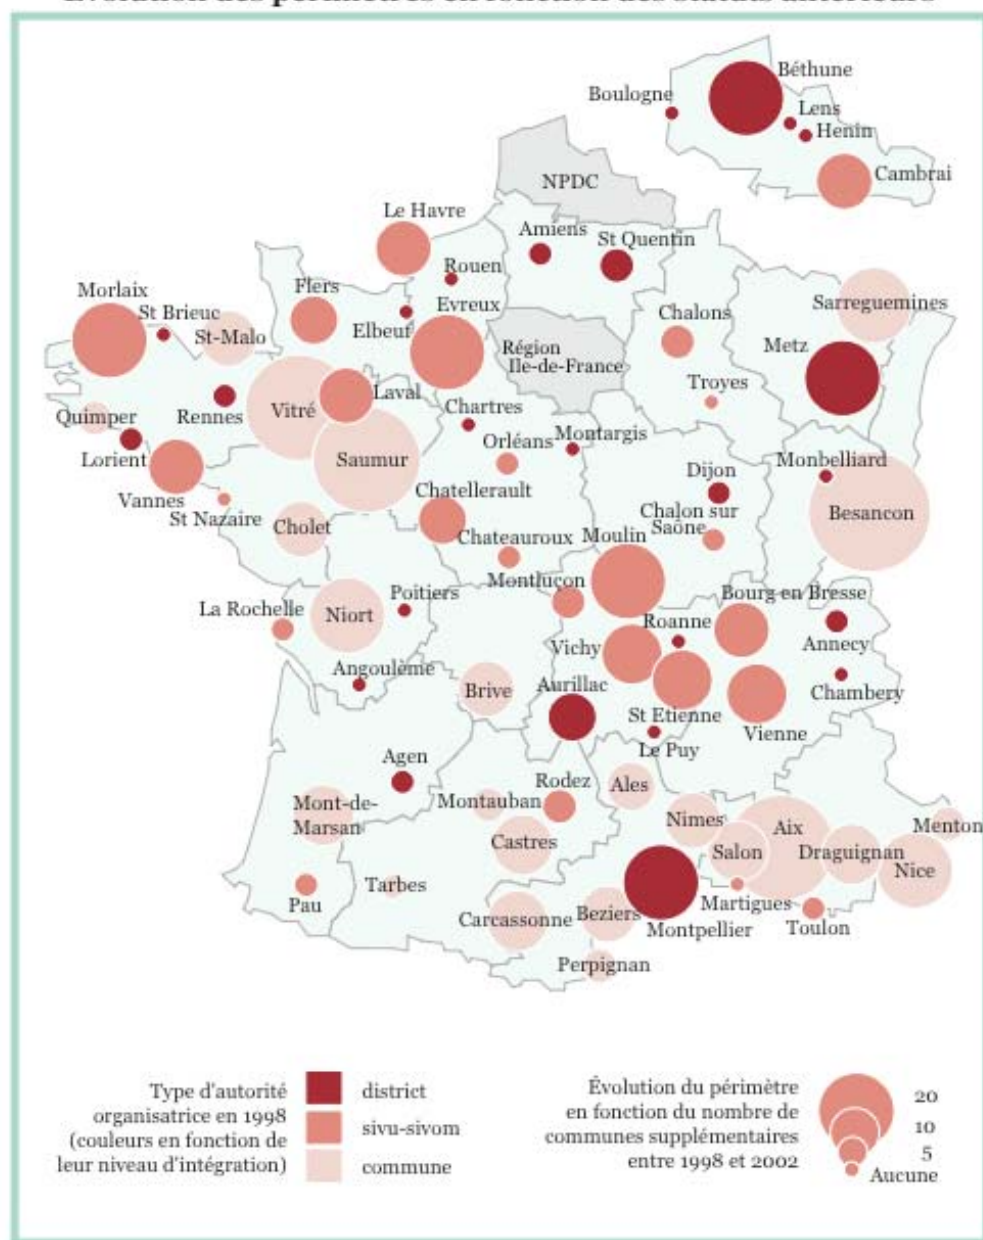 Évolution des périmètres en fonction des statuts antérieurs
Béthune
Boulogne
Lens
Henin
Cambrai
NPDC
Le Havre
Amiens
St Quentin
Rouen
Morlaix
St Brieuc
St-Malo
Flers
Elbeuf
Evreux
Région
Ile-de-France
Chalons
Sarreguemines
Metz
Troyes
Quimper
Rennes
Vitré
Laval
Chartres
Lorient
Saumur
Orléans
Montargis
Dijon
Monbelliard
Vannes
St Nazaire
Cholet
Chatellerault
Chateauroux
Moulin
Chalon sur
Saône
Besancon
Montluçon
La Rochelle
Niort
Poitiers
Bourg en Bresse
Roanne
Vichy
Annecy
Angoulème
Brive
Aurillac
Chambery
St Etienne
Vienne
Le Puy
Agen
Rodez
Ales
Mont-de-
Marsan
Montauban
Nimes
Aix
Menton
Castres
Salon
Draguignan
Nice
Pau
Tarbes
Carcassonne
Beziers
Martigues
Montpellier
Toulon
Perpignan
Type d'autorité
organisatrice en 1998
(couleurs en fonction de
leur niveau d'intégration)
district
sivu-sivom
commune
Évolution du périmètre
en fonction du nombre de
communes supplémentaires
entre 1998 et 2002
20
10
5
Aucune